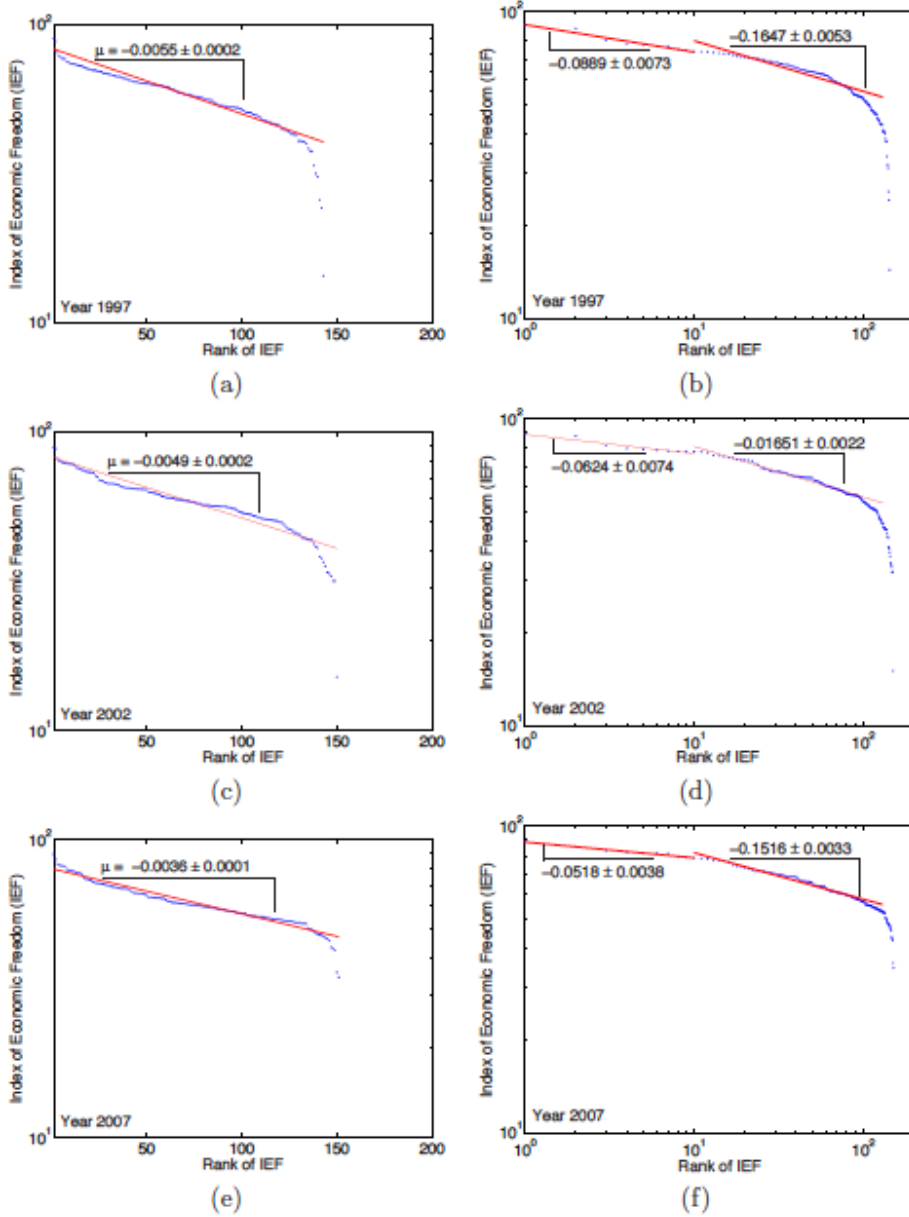 10²
Index of Economic Freedom (IEF)
μ = −0.0055 ± 0.0002
Year 1997
10¹
50 100 150 200
Rank of IEF
(a)
10²
Index of Economic Freedom (IEF)
−0.1647 ± 0.0053
−0.0889 ± 0.0073
Year 1997
10¹
10⁰ 10¹ 10²
Rank of IEF
(b)
10²
Index of Economic Freedom (IEF)
μ = −0.0049 ± 0.0002
Year 2002
10¹
50 100 150 200
Rank of IEF
(c)
10²
Index of Economic Freedom (IEF)
−0.01651 ± 0.0022
−0.0624 ± 0.0074
Year 2002
10¹
10⁰ 10¹ 10²
Rank of IEF
(d)
10²
Index of Economic Freedom (IEF)
μ = −0.0036 ± 0.0001
Year 2007
10¹
50 100 150 200
Rank of IEF
(e)
10²
Index of Economic Freedom (IEF)
−0.1516 ± 0.0033
−0.0518 ± 0.0038
Year 2007
10¹
10⁰ 10¹ 10²
Rank of IEF
(f)